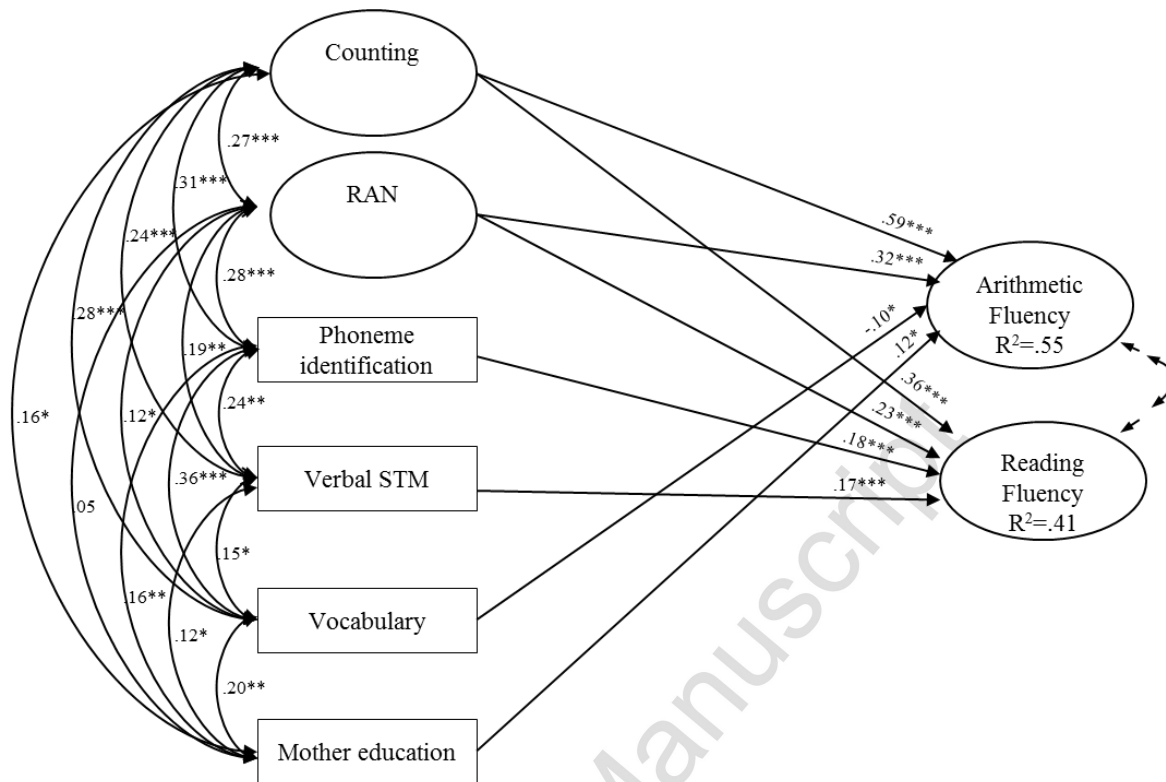 Counting
.27***
.31***
RAN
.24***
.59***
.28***
.32***
Arithmetic
Fluency
R²=.55
.28***
Phoneme
identification
-.10*
.19**
.12*
.16*
.12*
.24**
.36***
.23***
.18***
Reading
Fluency
R²=.41
.36***
Verbal STM
.17***
.05
.15*
.16**
Vocabulary
.12*
.20**
Mother education
Manuscript